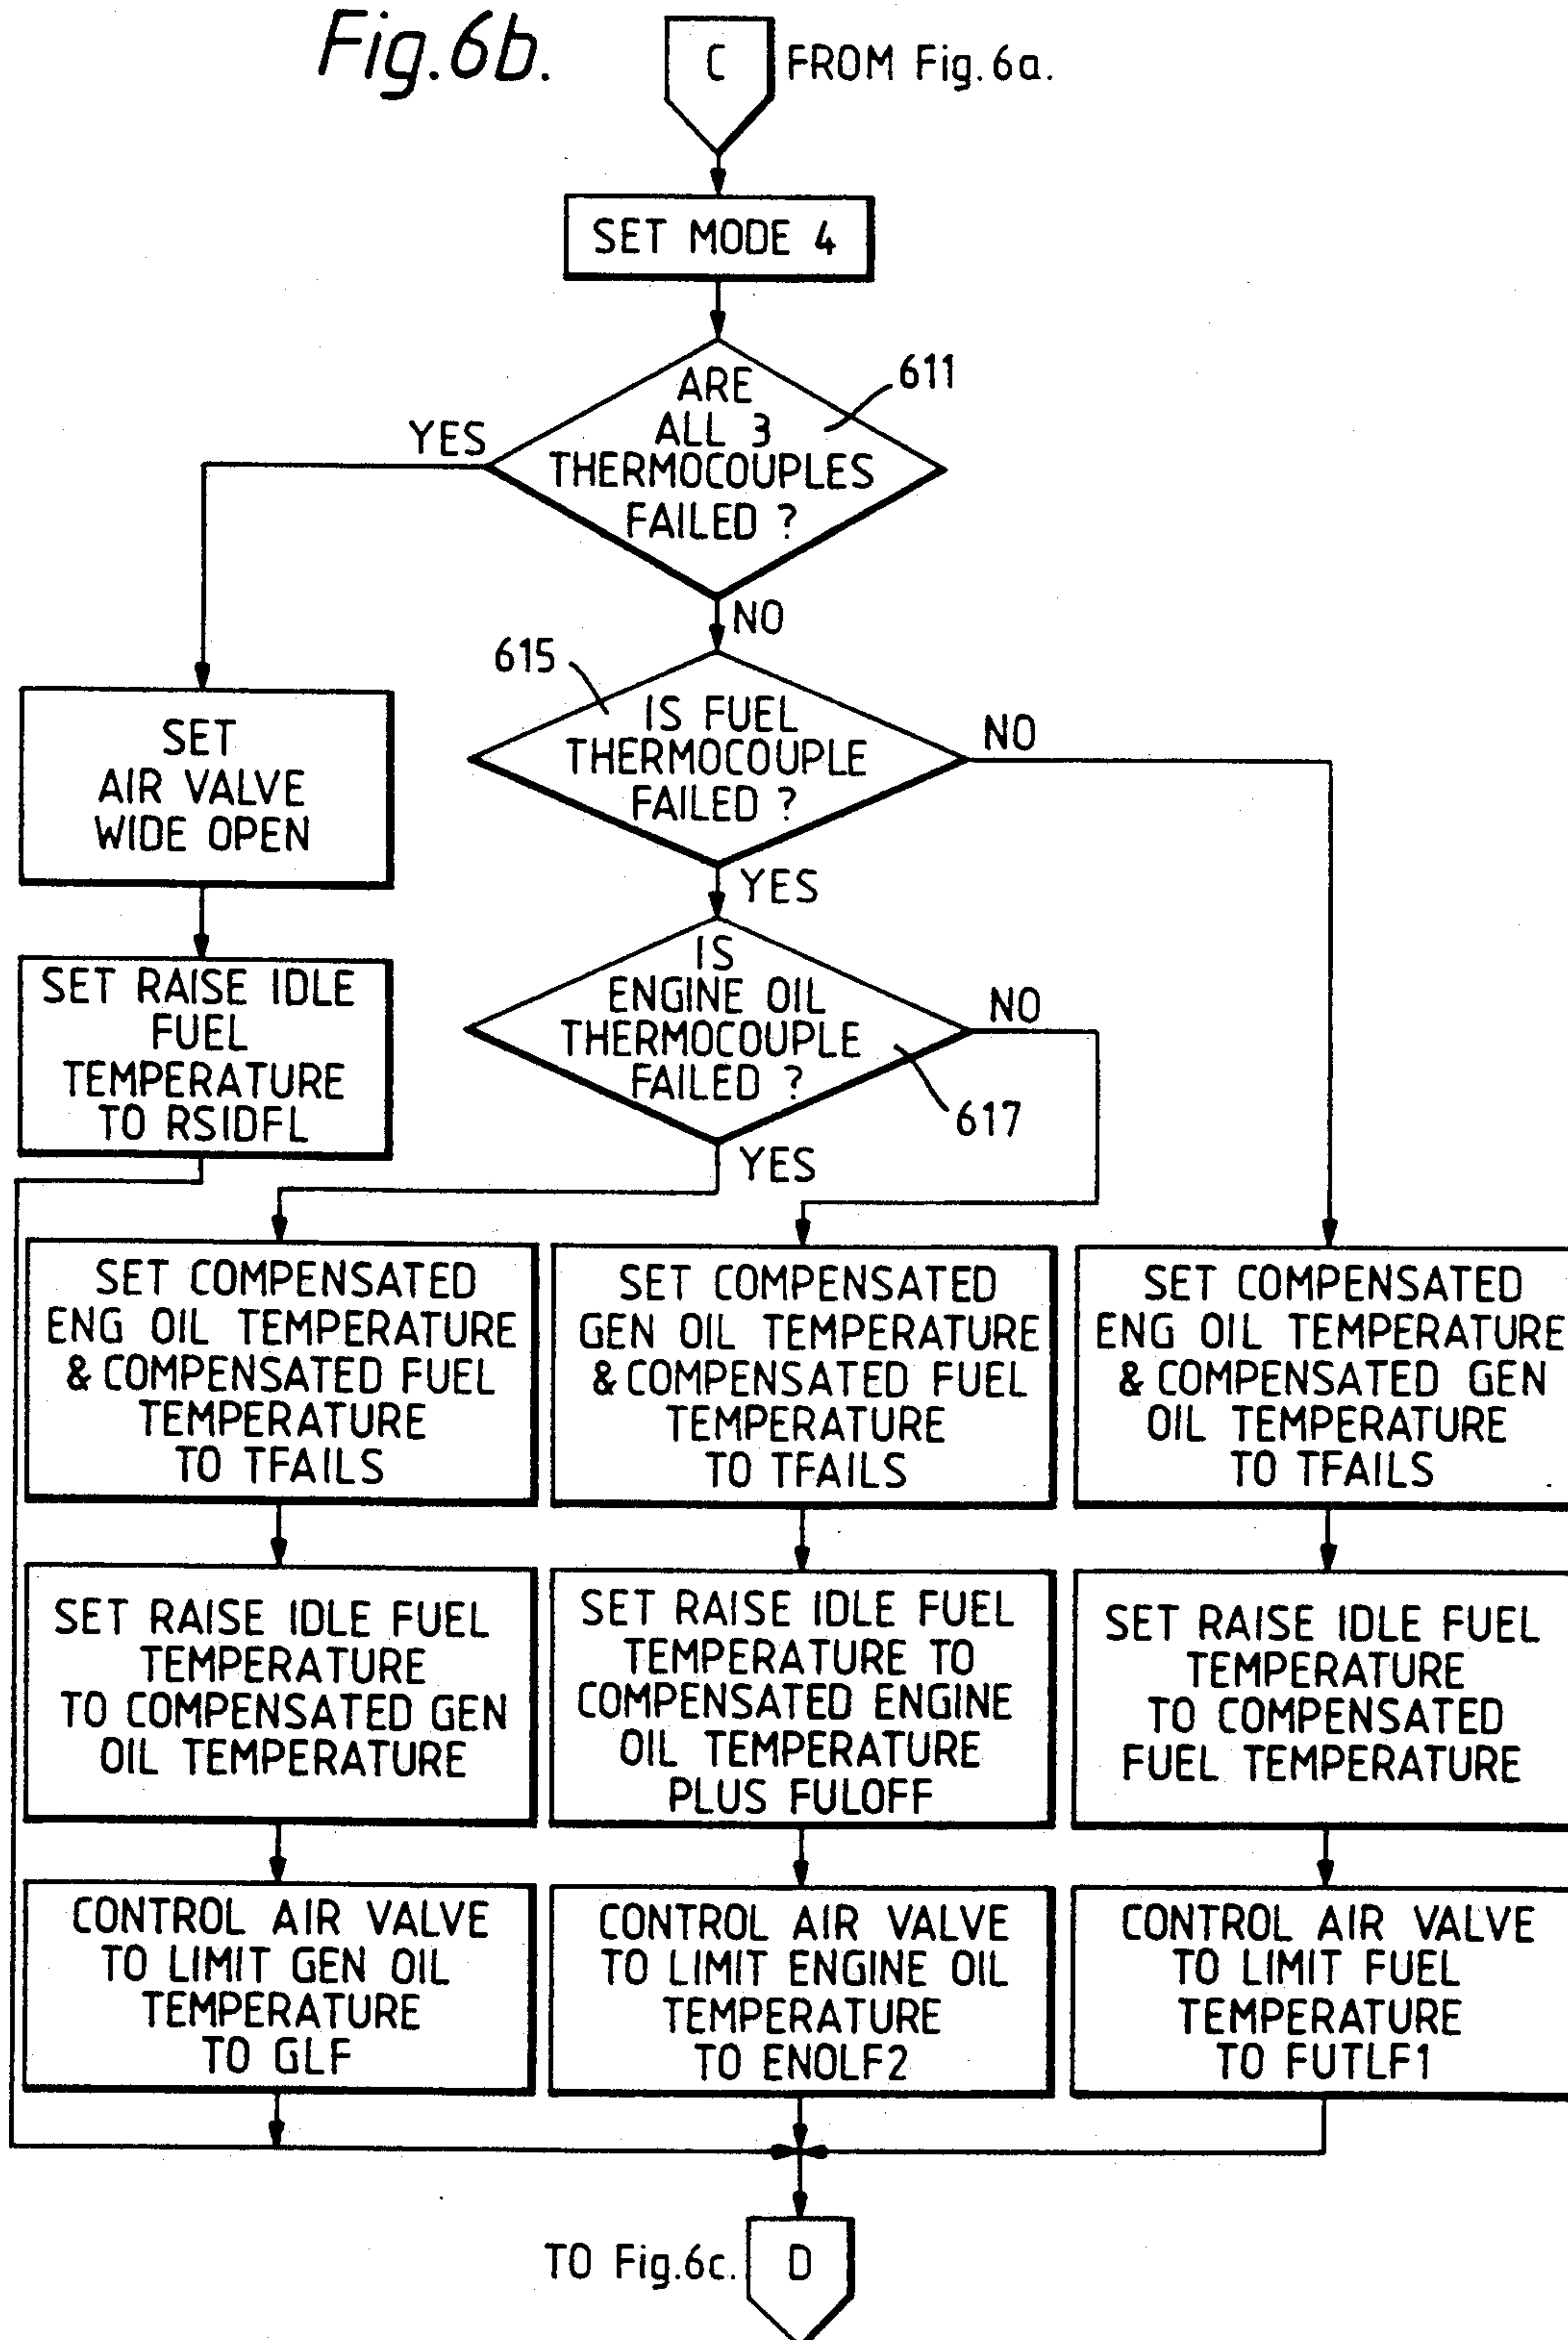 Fig.6b.
C
FROM Fig.6a.
SET MODE 4
611
ARE
ALL 3
THERMOCOUPLES
FAILED ?
YES
NO
615
IS FUEL
THERMOCOUPLE
FAILED ?
NO
YES
SET
AIR VALVE
WIDE OPEN
IS
ENGINE OIL
THERMOCOUPLE
FAILED ?
NO
617
YES
SET RAISE IDLE
FUEL
TEMPERATURE
TO RSIDFL
SET COMPENSATED
ENG OIL TEMPERATURE
& COMPENSATED FUEL
TEMPERATURE
TO TFAILS
SET COMPENSATED
GEN OIL TEMPERATURE
& COMPENSATED FUEL
TEMPERATURE
TO TFAILS
SET COMPENSATED
ENG OIL TEMPERATURE
& COMPENSATED GEN
OIL TEMPERATURE
TO TFAILS
SET RAISE IDLE FUEL
TEMPERATURE
TO COMPENSATED GEN
OIL TEMPERATURE
SET RAISE IDLE FUEL
TEMPERATURE TO
COMPENSATED ENGINE
OIL TEMPERATURE
PLUS FULOFF
SET RAISE IDLE FUEL
TEMPERATURE
TO COMPENSATED
FUEL TEMPERATURE
CONTROL AIR VALVE
TO LIMIT GEN OIL
TEMPERATURE
TO GLF
CONTROL AIR VALVE
TO LIMIT ENGINE OIL
TEMPERATURE
TO ENOLF2
CONTROL AIR VALVE
TO LIMIT FUEL
TEMPERATURE
TO FUTLF1
TO Fig.6c.
D